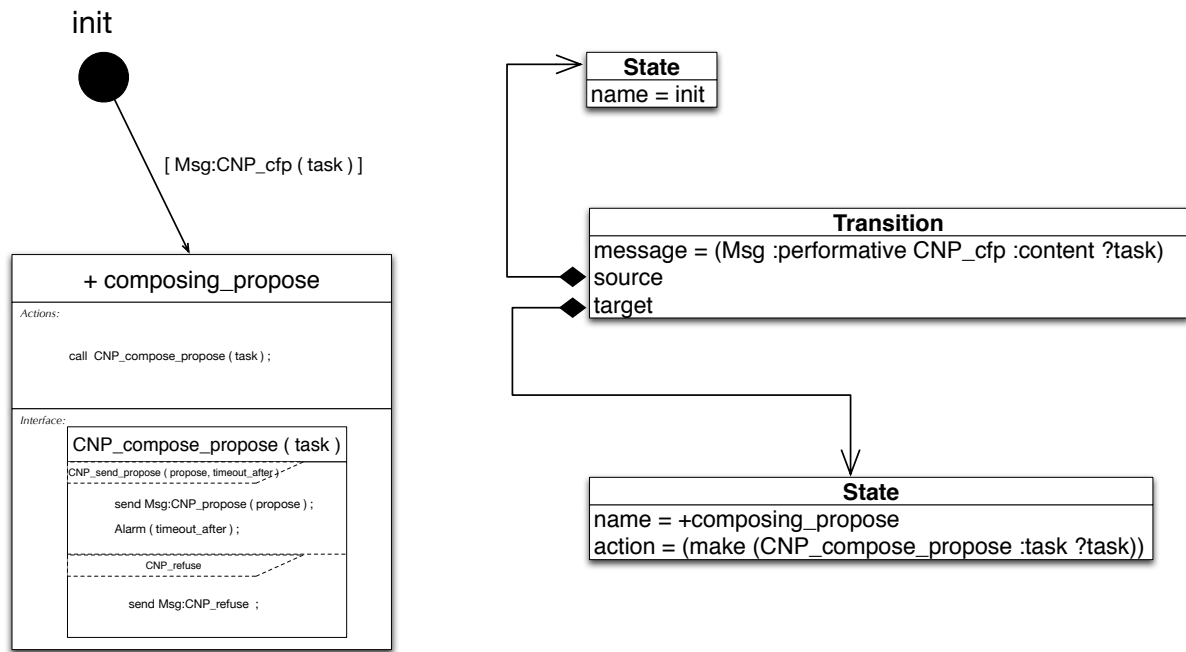 init
[ Msg:CNP_cfp ( task ) ]
+ composing_propose
Actions:
call CNP_compose_propose ( task ) ;
Interface:
CNP_compose_propose ( task )
CNP_send_propose ( propose, timeout_after )
send Msg:CNP_propose ( propose ) ;
Alarm ( timeout_after ) ;
CNP_refuse
send Msg:CNP_refuse ;
State
name = init
Transition
message = (Msg :performative CNP_cfp :content ?task)
source
target
State
name = +composing_propose
action = (make (CNP_compose_propose :task ?task))